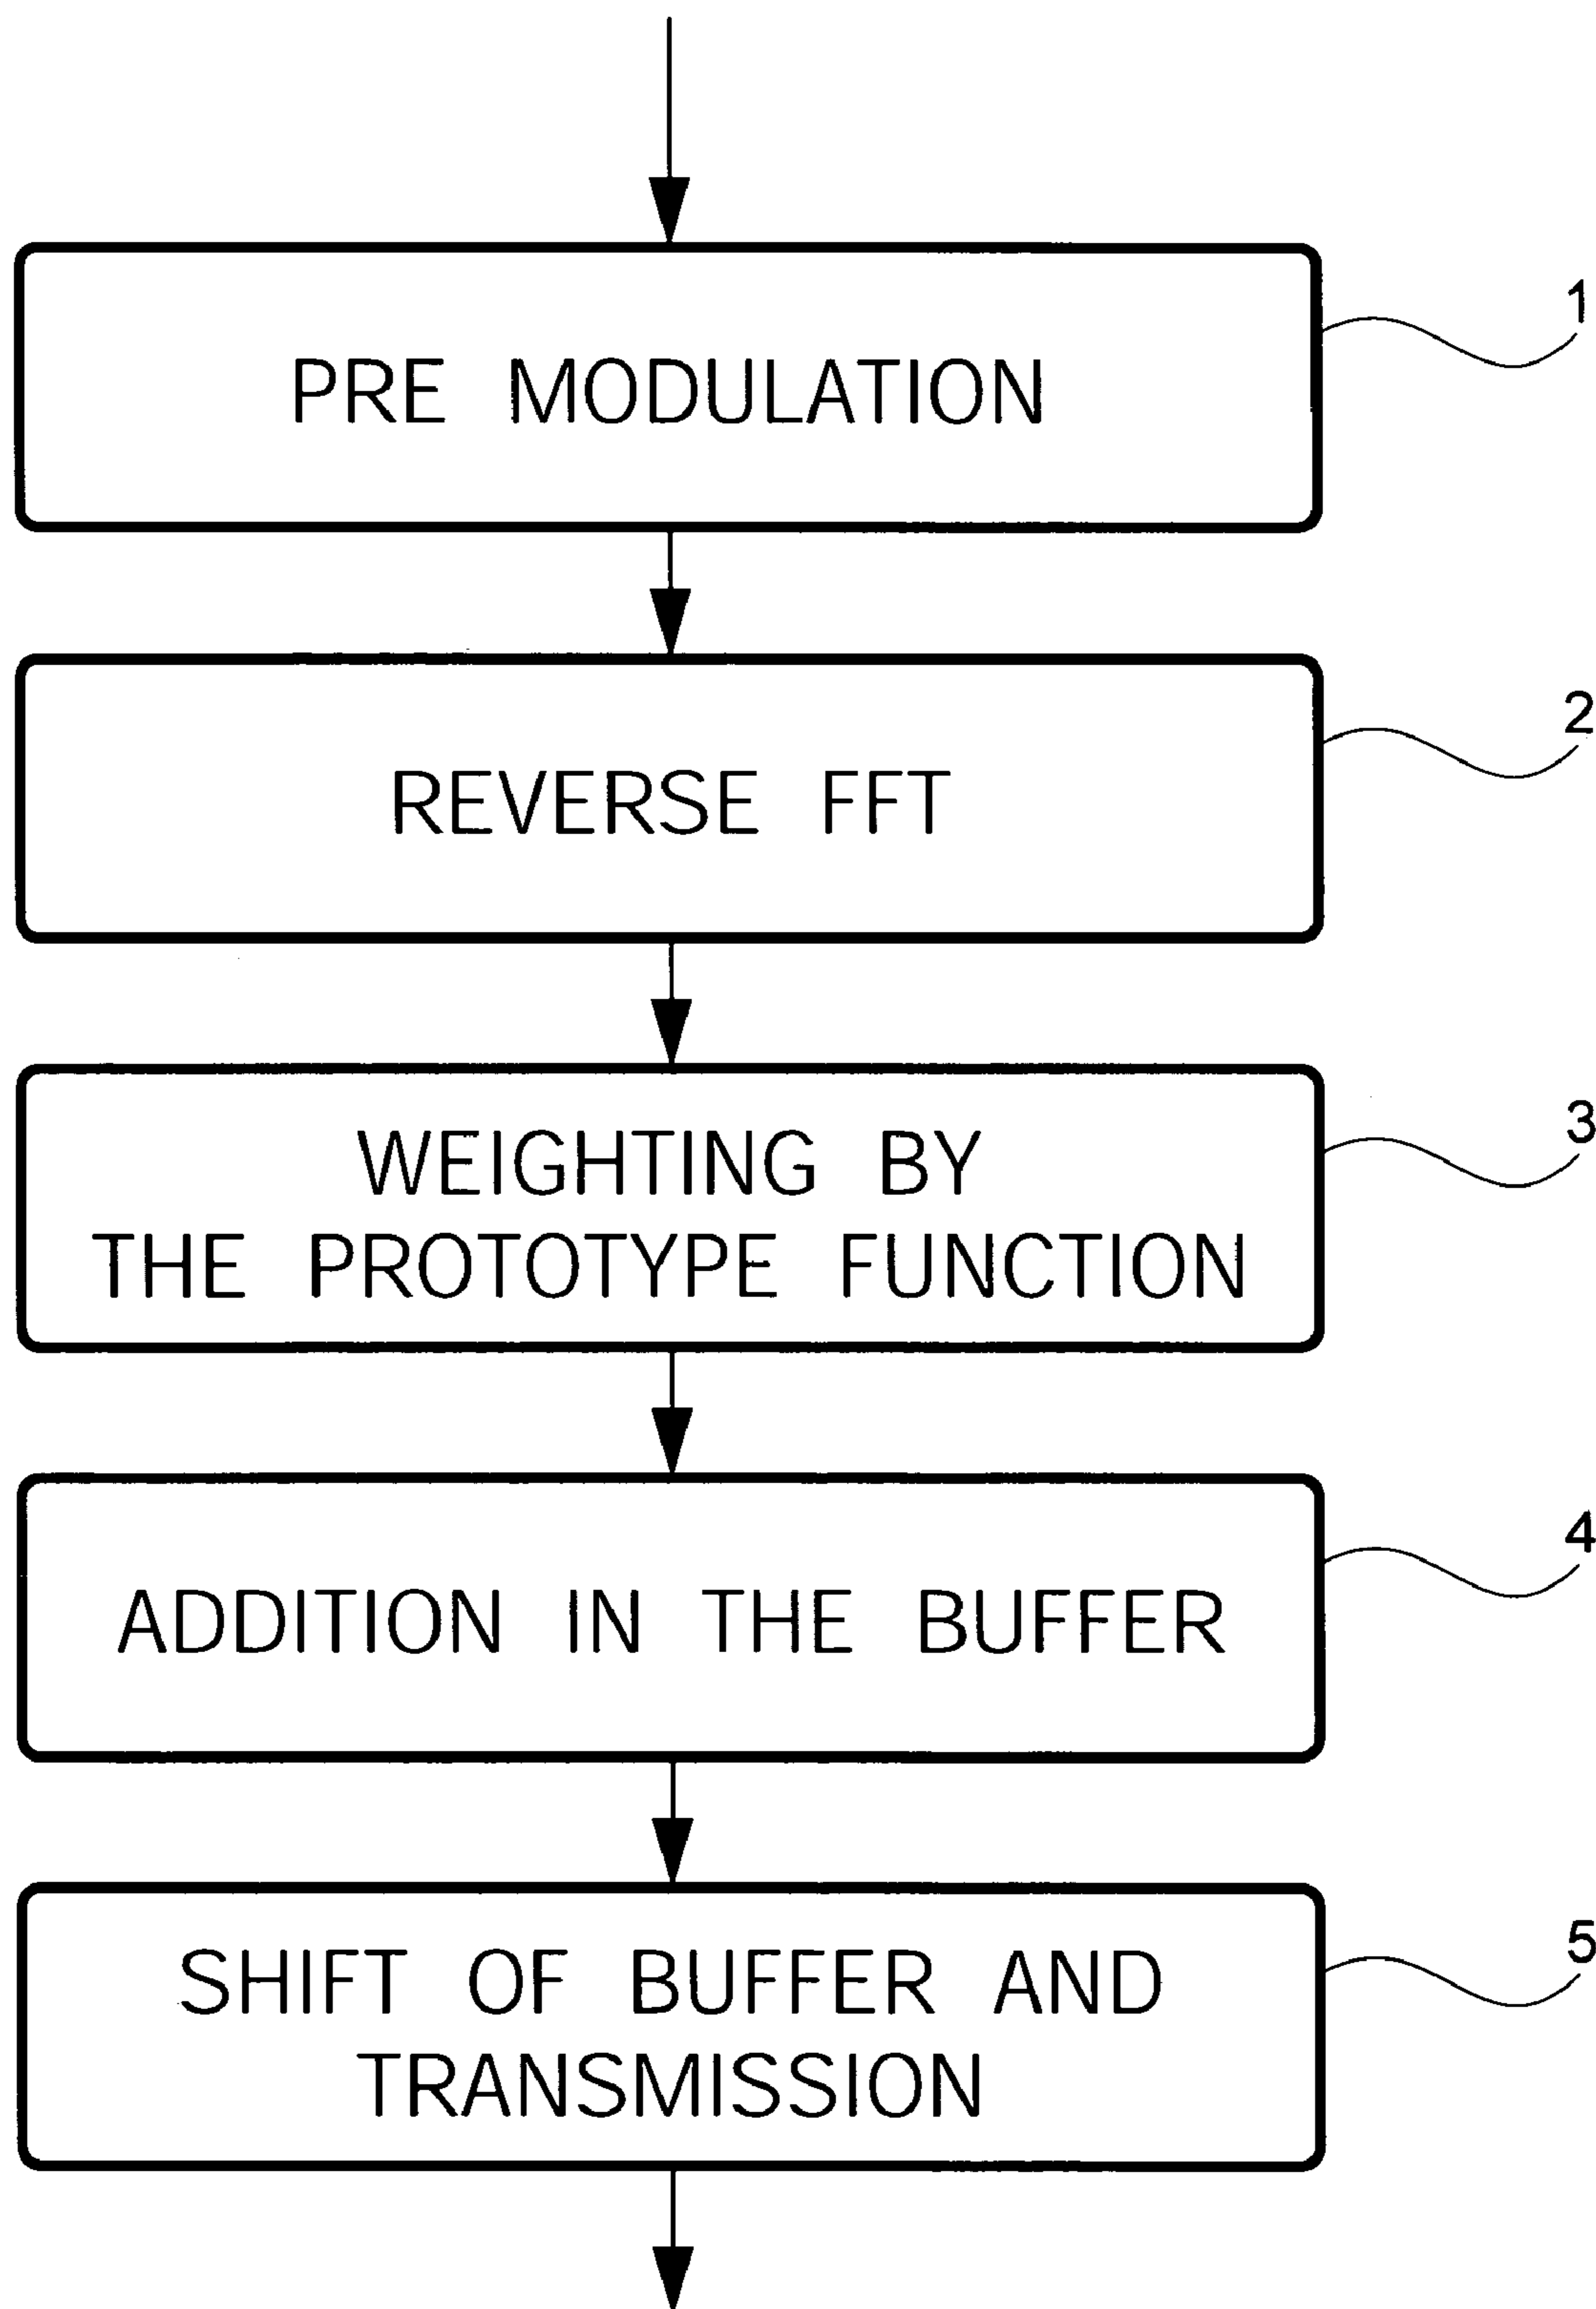 1
PRE MODULATION
2
REVERSE FFT
3
WEIGHTING BY
THE PROTOTYPE FUNCTION
4
ADDITION IN THE BUFFER
5
SHIFT OF BUFFER AND
TRANSMISSION